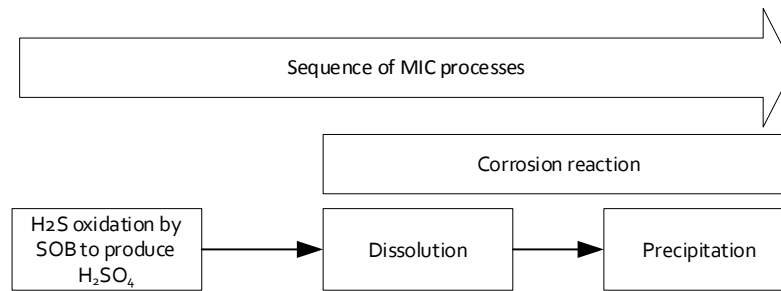 Sequence of MIC processes
Corrosion reaction
H2S oxidation by
SOB to produce
H₂SO₄
Dissolution
Precipitation